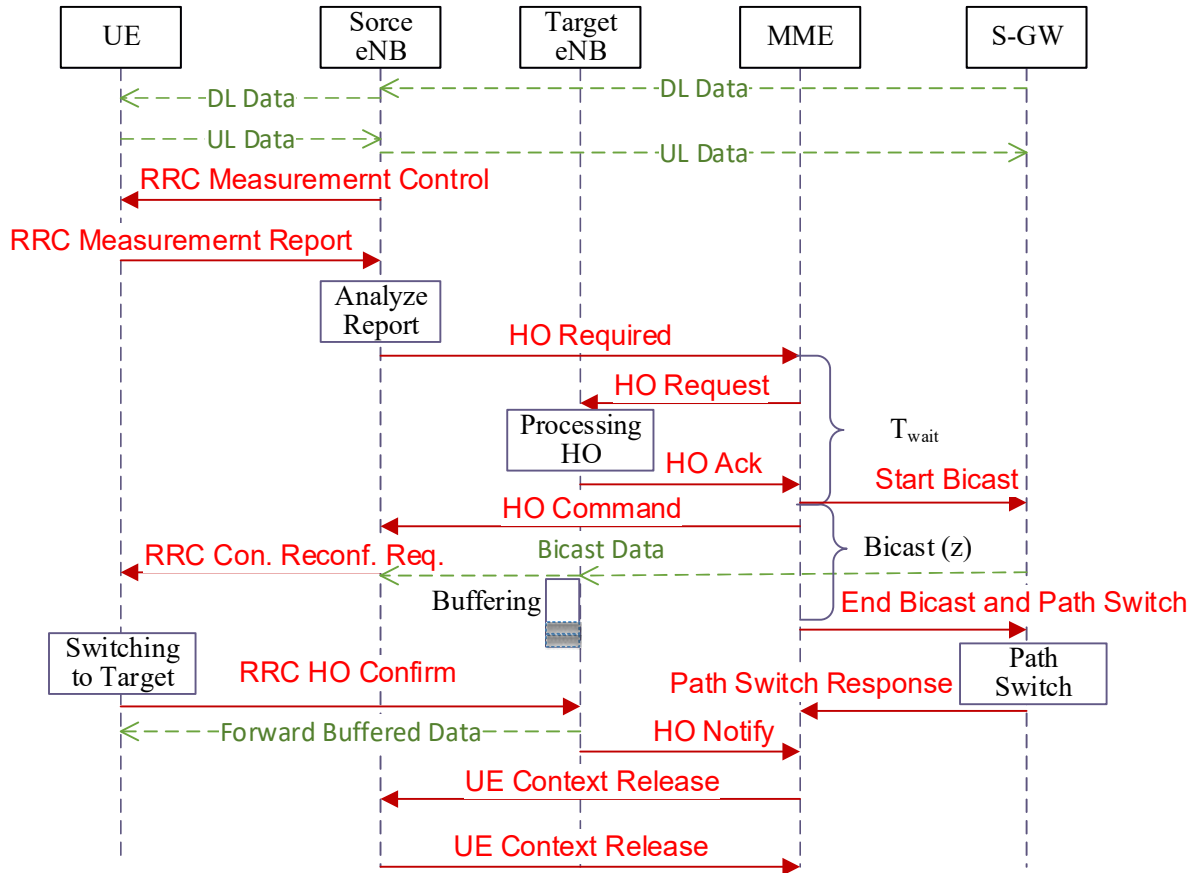 UE
Sorce
eNB
Target
eNB
MME
S-GW
DL Data
DL Data
UL Data
UL Data
RRC Measuremernt Control
RRC Measuremernt Report
Analyze
Report
HO Required
HO Request
Processing
HO
T_wait
HO Ack
Start Bicast
HO Command
Bicast (z)
RRC Con. Reconf. Req.
Bicast Data
Buffering
End Bicast and Path Switch
Switching
to Target
RRC HO Confirm
Path
Switch
Path Switch Response
Forward Buffered Data
HO Notify
UE Context Release
UE Context Release